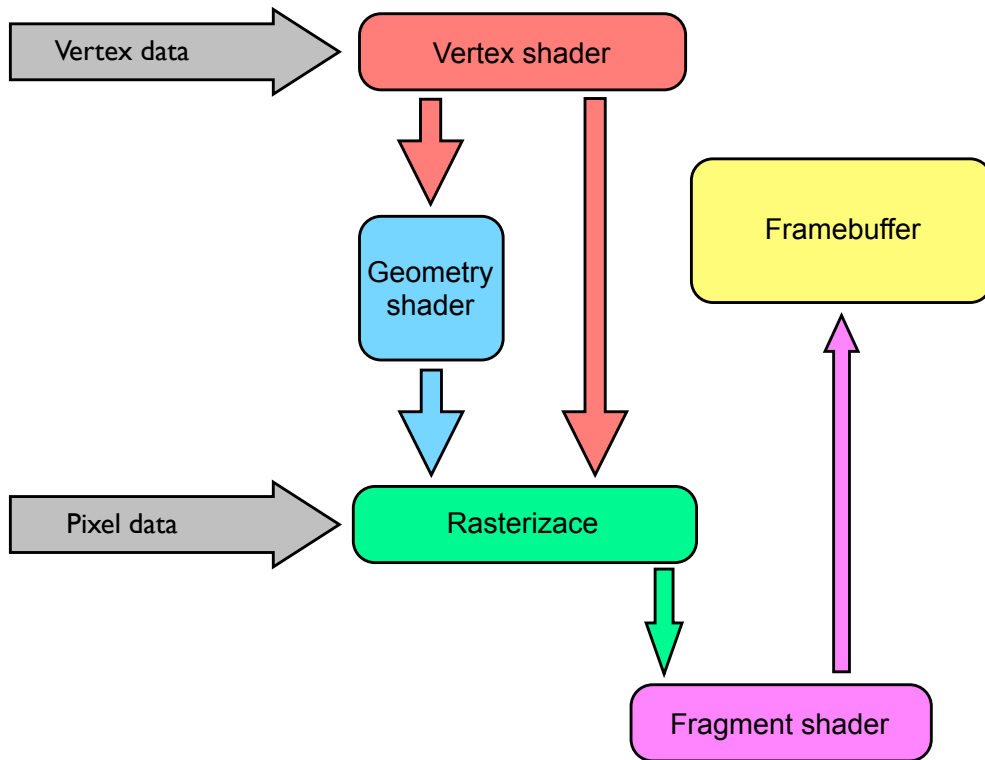 Vertex data
Vertex shader
Framebuffer
Geometry
shader
Pixel data
Rasterizace
Fragment shader